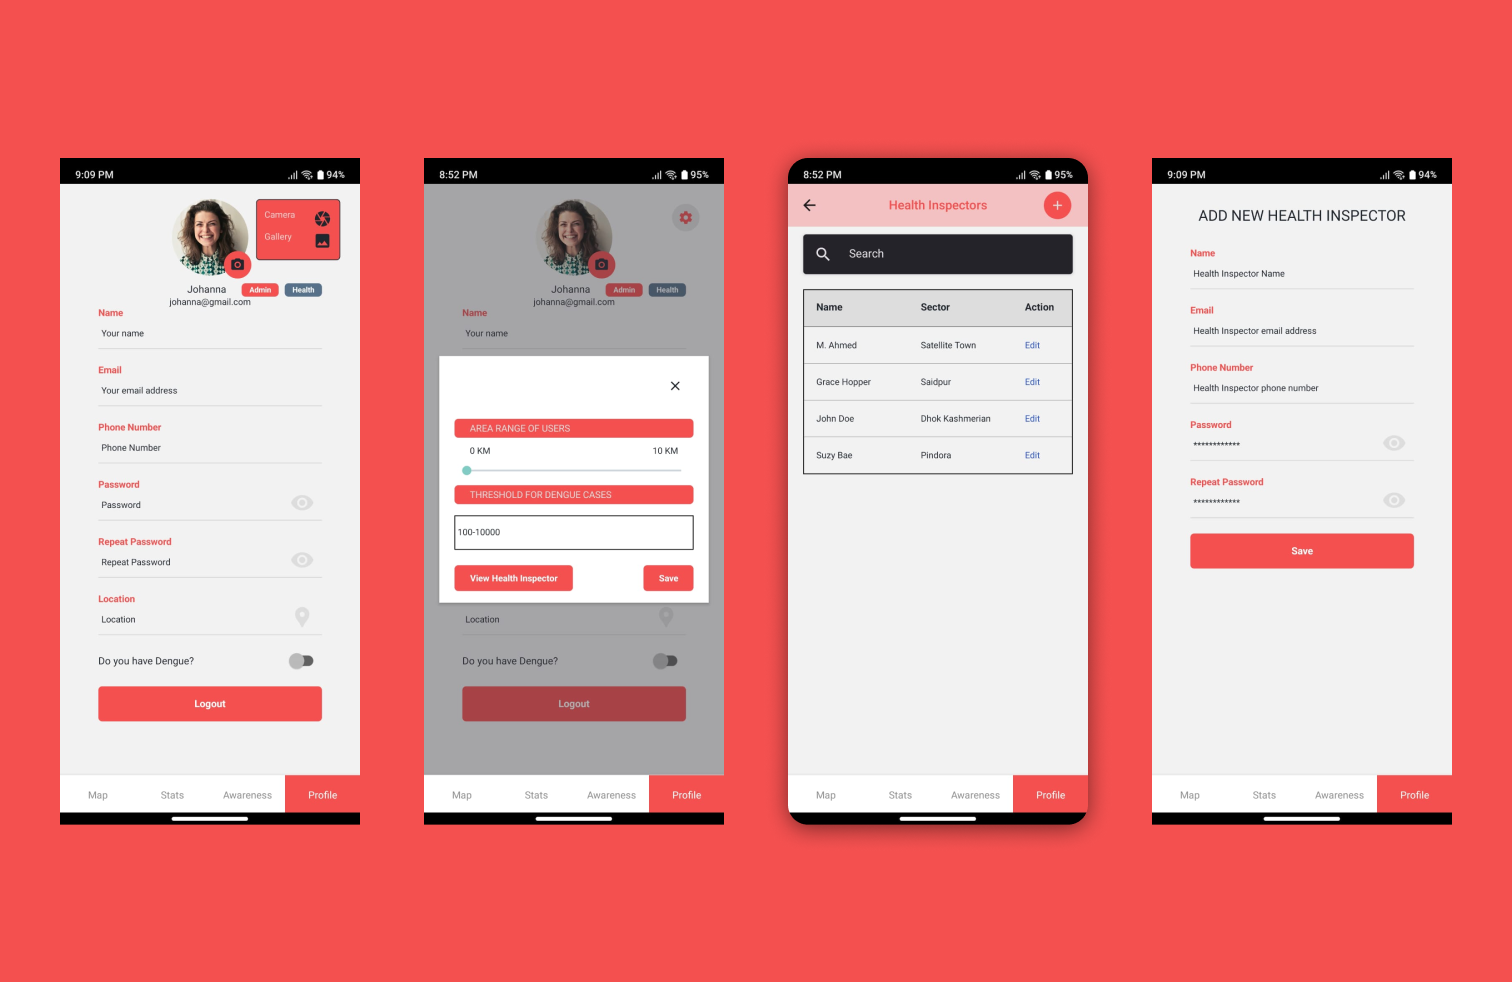 9:09 PM 94%
Camera
Gallery
Johanna Admin Health
johanna@gmail.com
Name
Your name
Email
Your email address
Phone Number
Phone Number
Password
Password
Repeat Password
Repeat Password
Location
Location
Do you have Dengue?
Logout
Map Stats Awareness Profile
8:52 PM 95%
Johanna Admin Health
johanna@gmail.com
Name
Your name
AREA RANGE OF USERS
0 KM 10 KM
THRESHOLD FOR DENGUE CASES
100-10000
View Health Inspector Save
Location
Do you have Dengue?
Logout
Map Stats Awareness Profile
8:52 PM 95%
Health Inspectors
Search
Name Sector Action
M. Ahmed Satellite Town Edit
Grace Hopper Saidpur Edit
John Doe Dhok Kashmerian Edit
Suzy Bae Pindora Edit
Map Stats Awareness Profile
9:09 PM 94%
ADD NEW HEALTH INSPECTOR
Name
Health Inspector Name
Email
Health Inspector email address
Phone Number
Health Inspector phone number
Password
************
Repeat Password
************
Save
Map Stats Awareness Profile